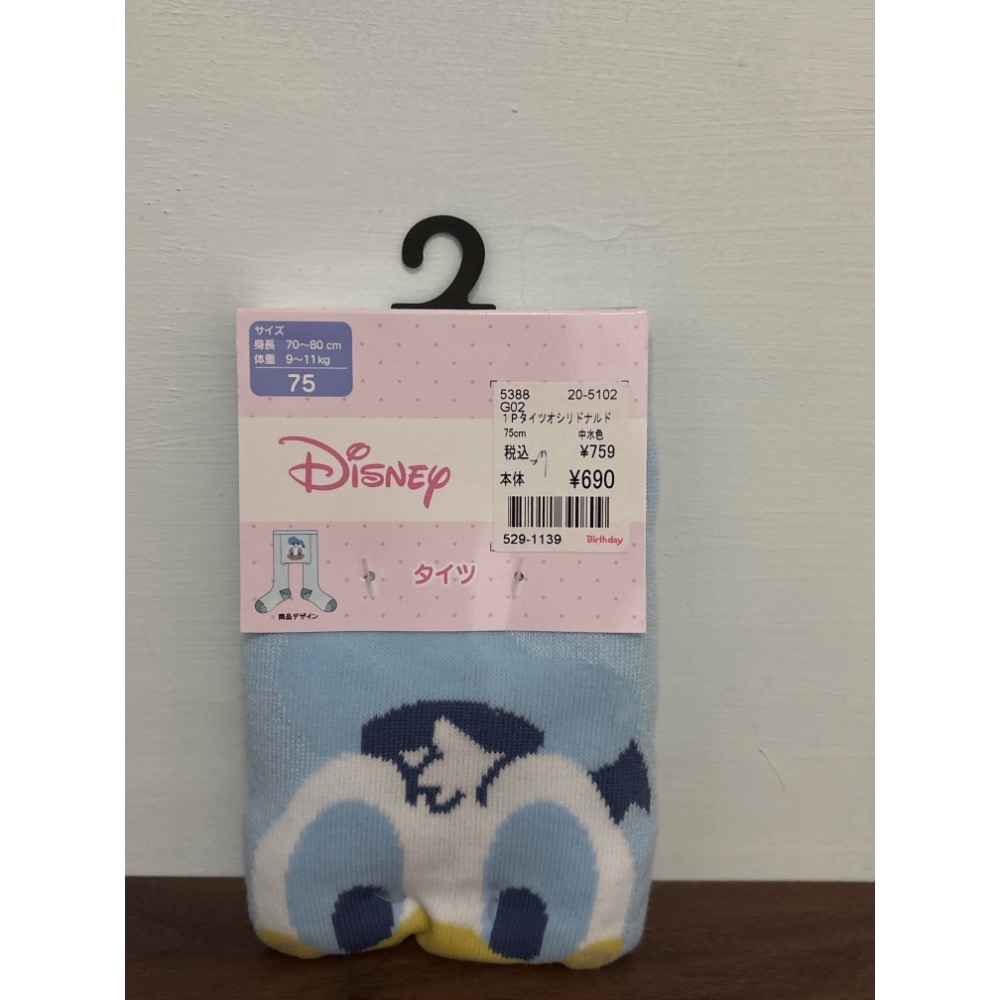 サイズ
身長 70～80 cm
体重 9～11kg
75
DISNEY
5388 20-5102
G02
1Pタイツオシリドナルド
75cm 中水色
税込 ¥759
本体 ¥690
529-1139 Birthday
タイツ
商品デザイン